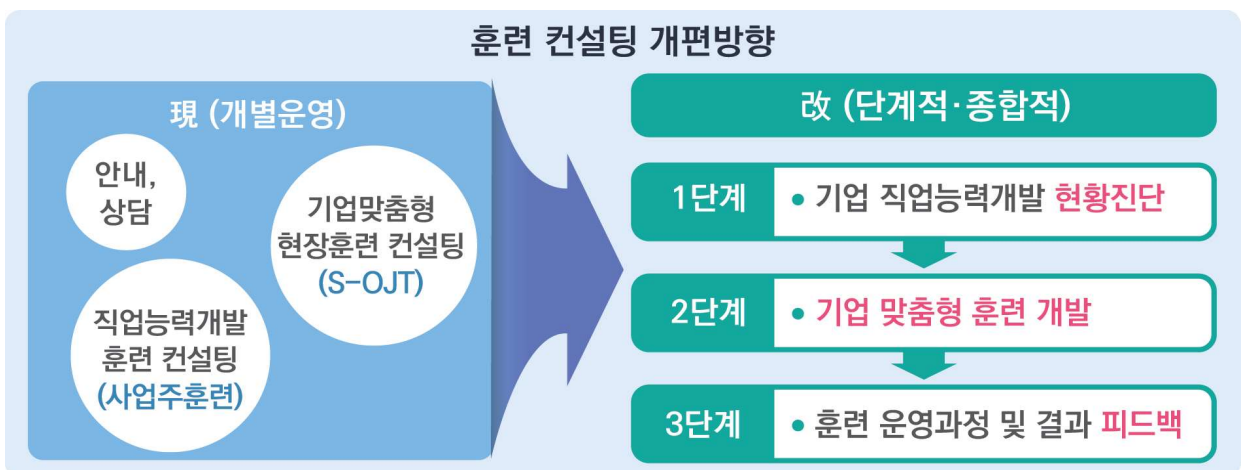 훈련 컨설팅 개편방향
現 (개별운영)
안내,
상담
기업맞춤형
현장훈련 컨설팅
(S-OJT)
직업능력개발
훈련 컨설팅
(사업주훈련)
改 (단계적·종합적)
1단계 • 기업 직업능력개발 현황진단
2단계 • 기업 맞춤형 훈련 개발
3단계 • 훈련 운영과정 및 결과 피드백